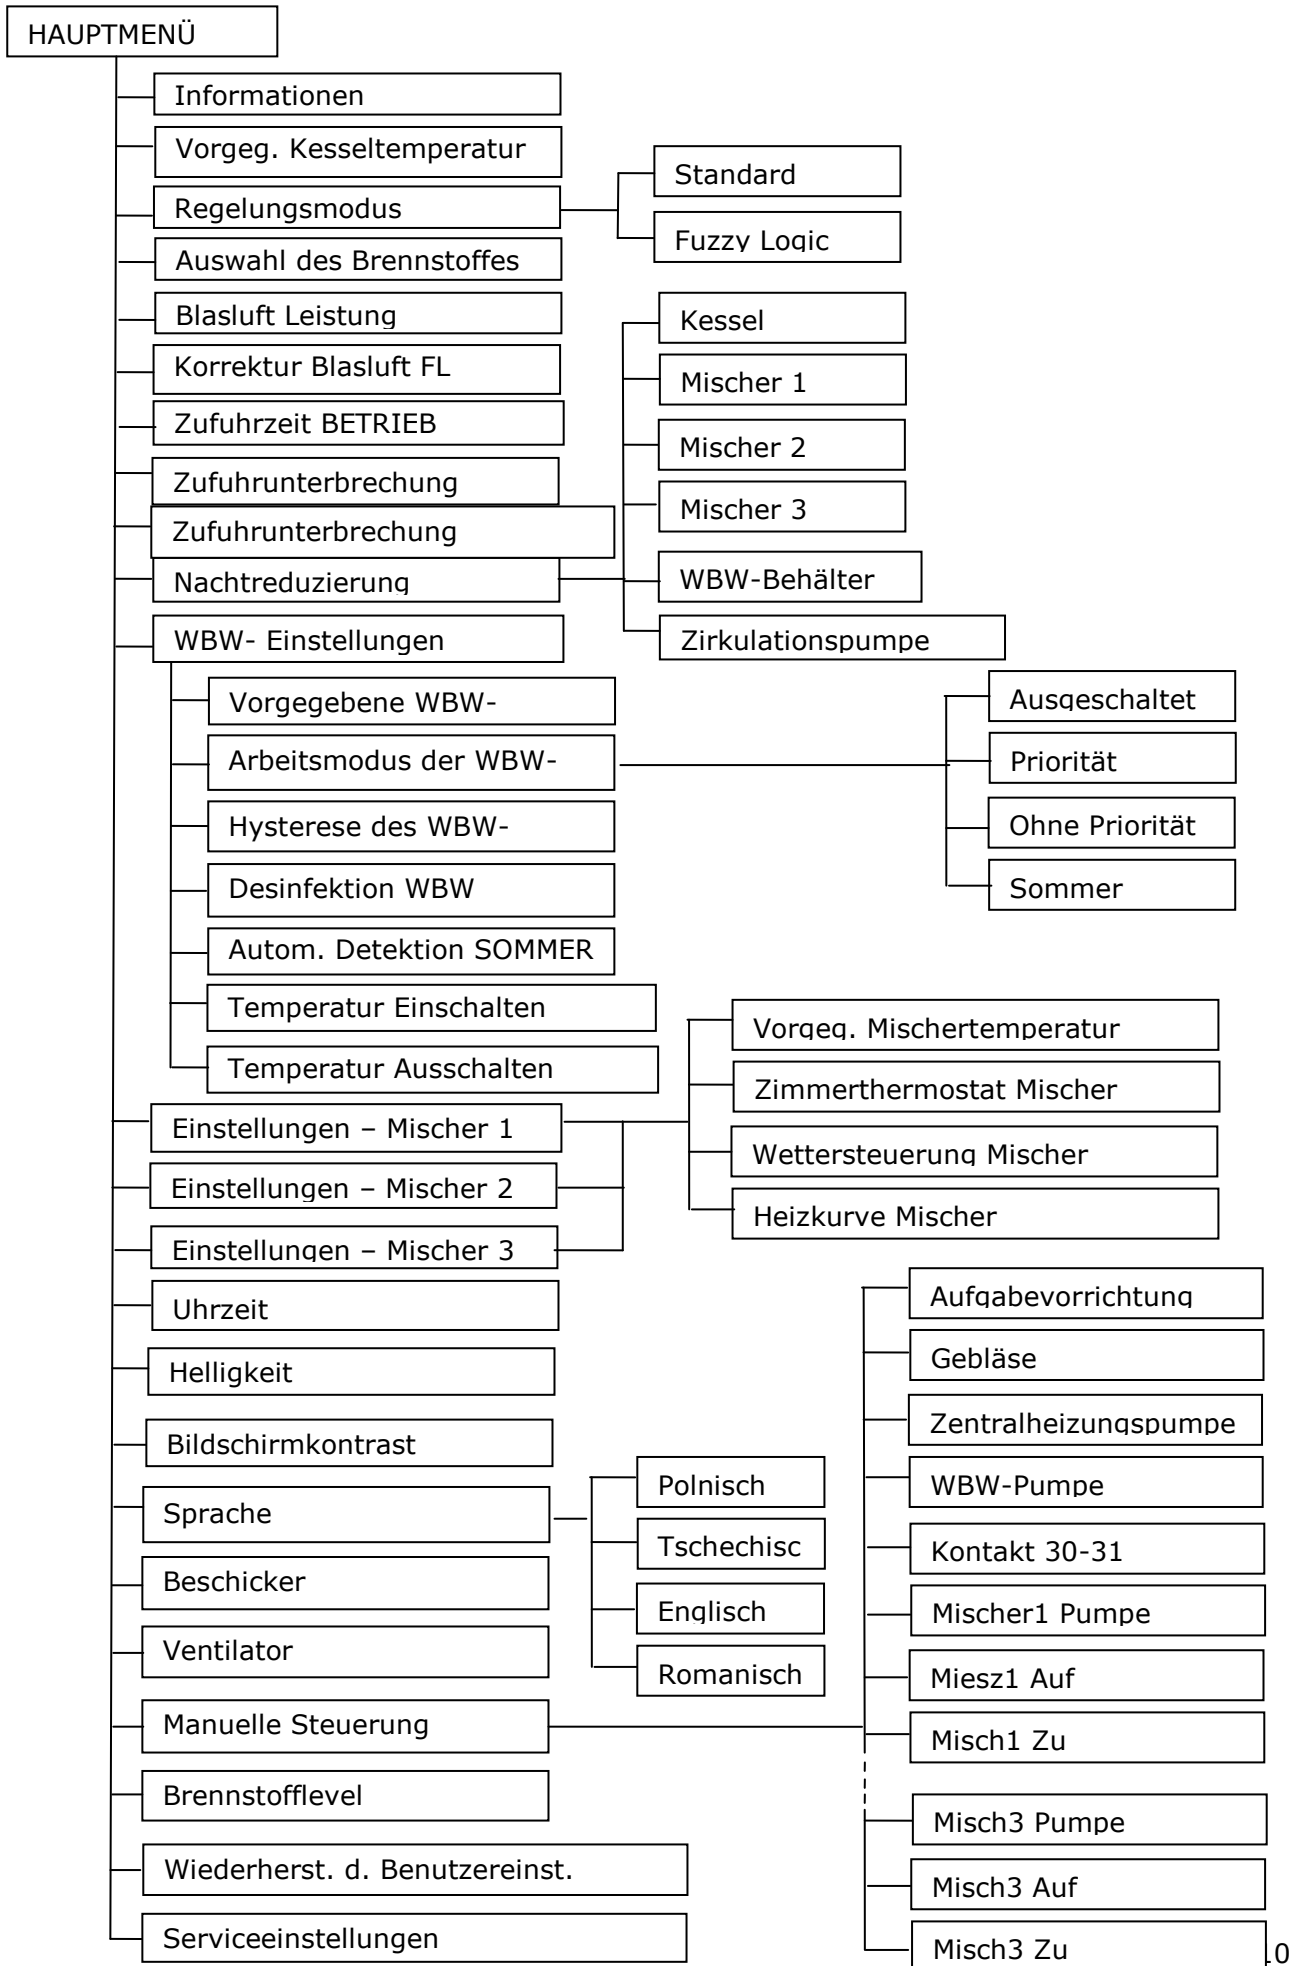 HAUPTMENÜ
Informationen
Vorgeg. Kesseltemperatur
Regelungsmodus
Standard
Fuzzy Logic
Auswahl des Brennstoffes
Blasluft Leistung
Korrektur Blasluft FL
Zufuhrzeit BETRIEB
Zufuhrunterbrechung
Zufuhrunterbrechung
Nachtreduzierung
Kessel
Mischer 1
Mischer 2
Mischer 3
WBW-Behälter
Zirkulationspumpe
WBW- Einstellungen
Vorgegebene WBW-
Arbeitsmodus der WBW-
Ausgeschaltet
Priorität
Ohne Priorität
Sommer
Hysterese des WBW-
Desinfektion WBW
Autom. Detektion SOMMER
Temperatur Einschalten
Temperatur Ausschalten
Einstellungen – Mischer 1
Einstellungen – Mischer 2
Einstellungen – Mischer 3
Vorgeg. Mischertemperatur
Zimmerthermostat Mischer
Wettersteuerung Mischer
Heizkurve Mischer
Uhrzeit
Helligkeit
Bildschirmkontrast
Sprache
Polnisch
Tschechisc
Englisch
Romanisch
Beschicker
Ventilator
Manuelle Steuerung
Aufgabevorrichtung
Gebläse
Zentralheizungspumpe
WBW-Pumpe
Kontakt 30-31
Mischer1 Pumpe
Miesz1 Auf
Misch1 Zu
Misch3 Pumpe
Misch3 Auf
Misch3 Zu
Brennstofflevel
Wiederherst. d. Benutzereinst.
Serviceeinstellungen